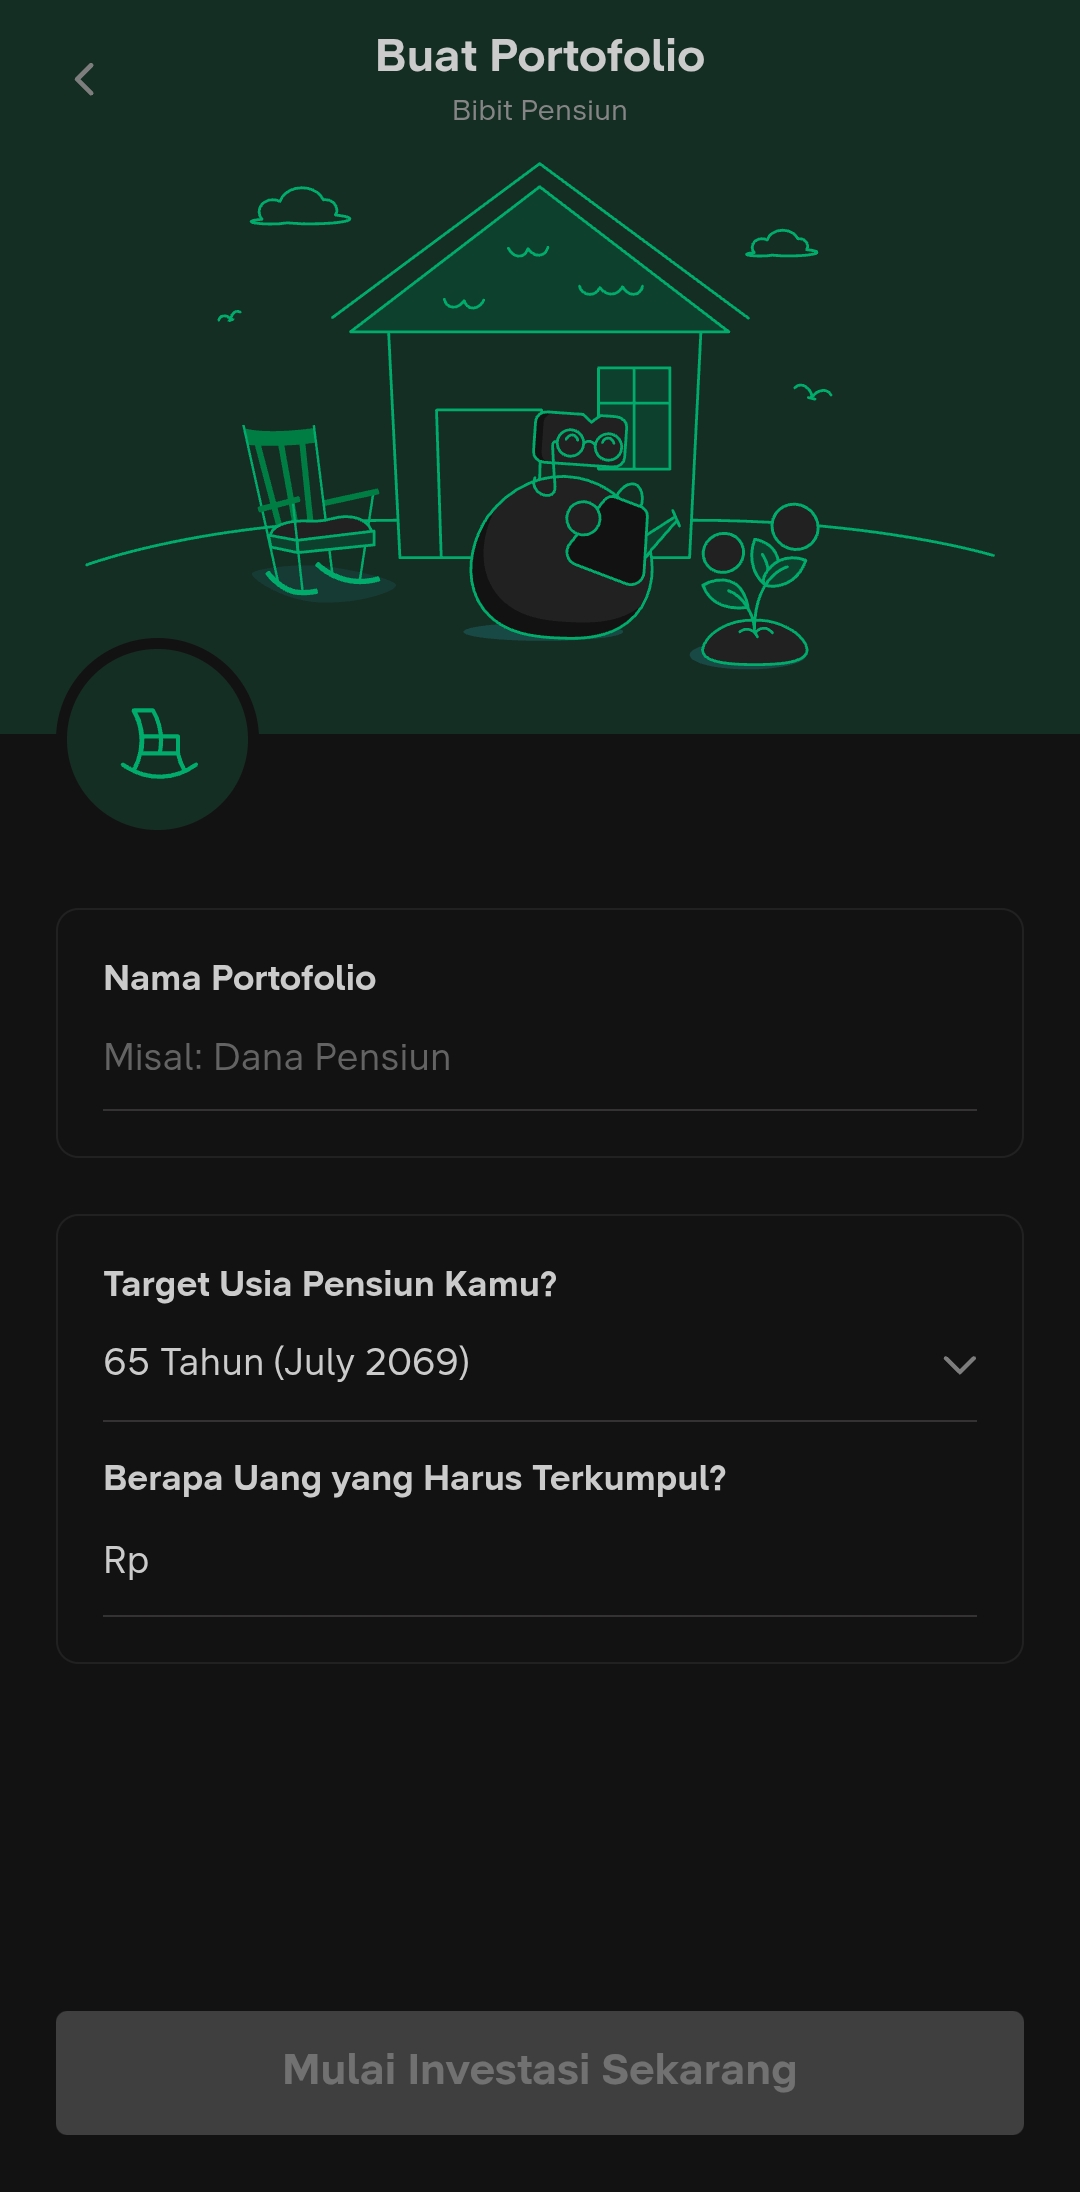 Buat Portofolio
Bibit Pensiun
Nama Portofolio
Misal: Dana Pensiun
Target Usia Pensiun Kamu?
65 Tahun (July 2069)
Berapa Uang yang Harus Terkumpul?
Rp
Mulai Investasi Sekarang